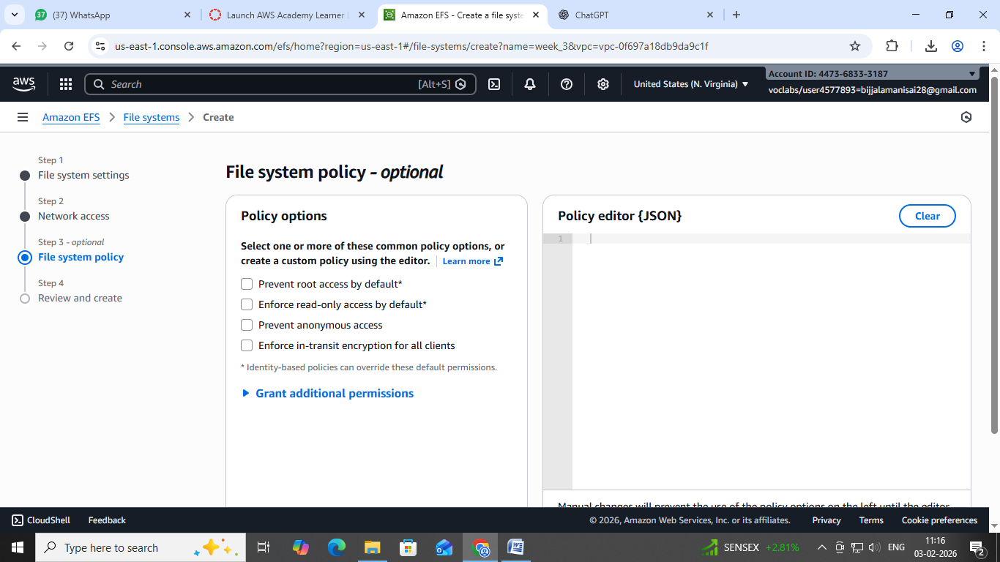 37
(37) WhatsApp
Launch AWS Academy Learner
Amazon EFS - Create a file syste
ChatGPT
us-east-1.console.aws.amazon.com/efs/home?region=us-east-1#/file-systems/create?name=week_3&vpc=vpc-0f697a18db9da9c1f
aws
Search
[Alt+S]
United States (N. Virginia)
Account ID: 4473-6833-3187
voclabs/user4577893=bijjalamanisai28@gmail.com
Amazon EFS
File systems
Create
Step 1
File system settings
Step 2
Network access
Step 3 - optional
File system policy
Step 4
Review and create
File system policy - optional
Policy options
Select one or more of these common policy options, or
create a custom policy using the editor.
Learn more
Prevent root access by default*
Enforce read-only access by default*
Prevent anonymous access
Enforce in-transit encryption for all clients
* Identity-based policies can override these default permissions.
Grant additional permissions
Policy editor {JSON}
Clear
1
Manual changes will prevent the use of the policy options on the left until the editor
CloudShell
Feedback
© 2026, Amazon Web Services, Inc. or its affiliates.
Privacy
Terms
Cookie preferences
Type here to search
SENSEX +2.81%
ENG
11:16
03-02-2026
2